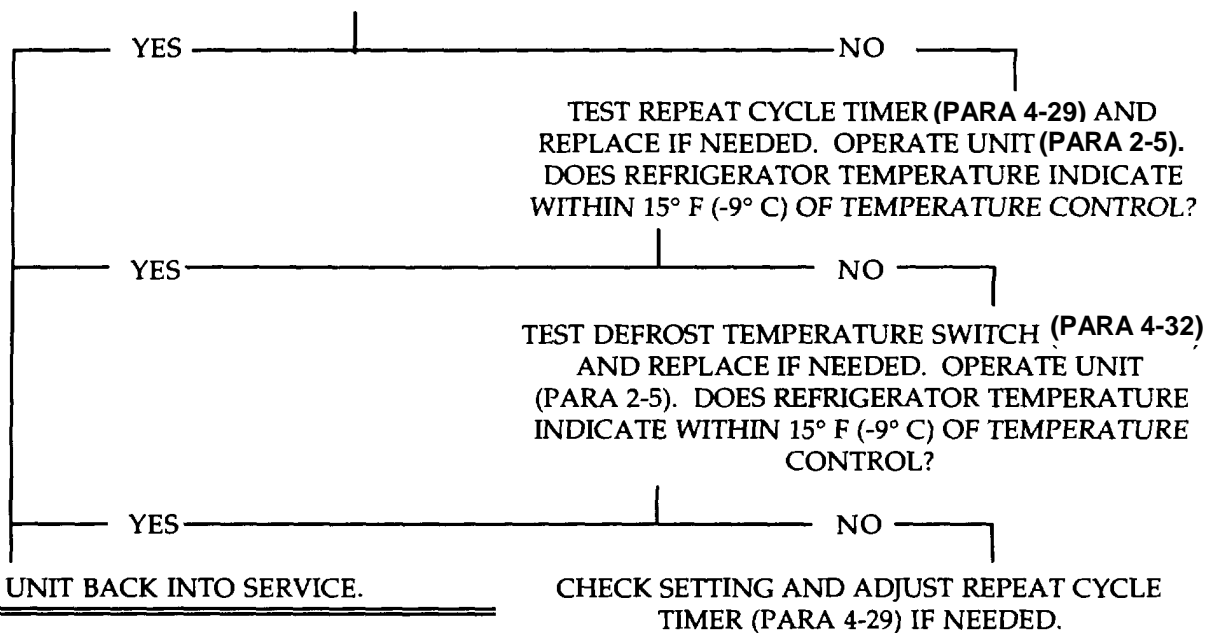 YES NO
TEST REPEAT CYCLE TIMER (PARA 4-29) AND
REPLACE IF NEEDED. OPERATE UNIT (PARA 2-5).
DOES REFRIGERATOR TEMPERATURE INDICATE
WITHIN 15° F (-9° C) OF TEMPERATURE CONTROL?
YES NO
TEST DEFROST TEMPERATURE SWITCH (PARA 4-32)
AND REPLACE IF NEEDED. OPERATE UNIT
(PARA 2-5). DOES REFRIGERATOR TEMPERATURE
INDICATE WITHIN 15° F (-9° C) OF TEMPERATURE
CONTROL?
YES NO
UNIT BACK INTO SERVICE.
CHECK SETTING AND ADJUST REPEAT CYCLE
TIMER (PARA 4-29) IF NEEDED.